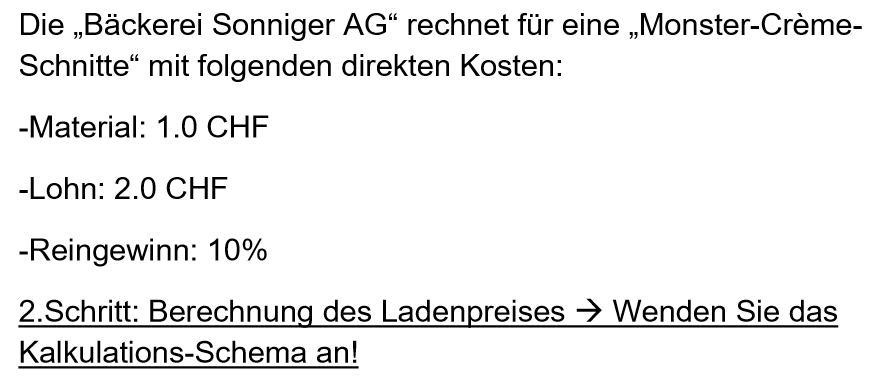 Die „Bäckerei Sonniger AG“ rechnet für eine „Monster-Crème-
Schnitte“ mit folgenden direkten Kosten:
-Material: 1.0 CHF
-Lohn: 2.0 CHF
-Reingewinn: 10%
2.Schritt: Berechnung des Ladenpreises → Wenden Sie das
Kalkulations-Schema an!